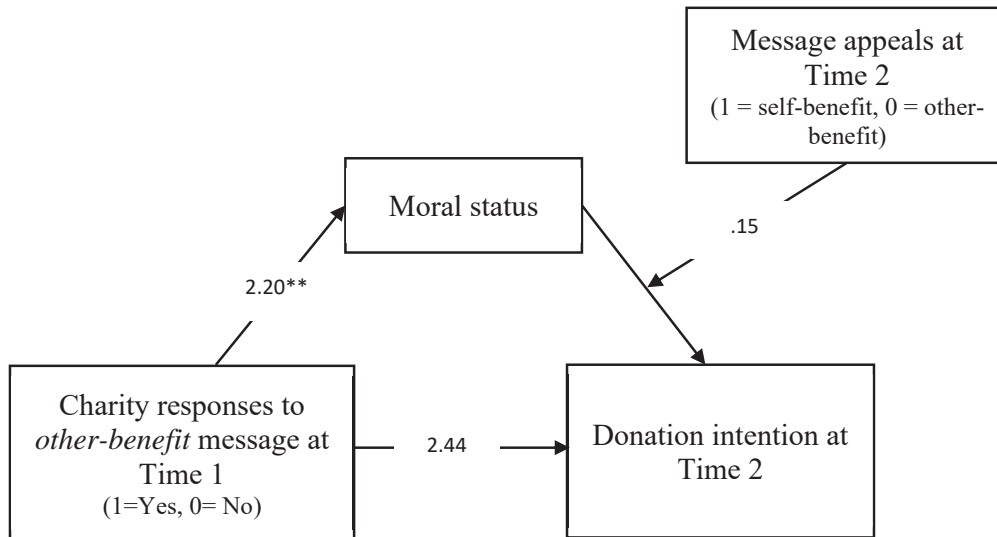 Message appeals at
Time 2
(1 = self-benefit, 0 = other-
benefit)
Moral status
.15
2.20**
Charity responses to
other-benefit message at
Time 1
(1=Yes, 0= No)
2.44
Donation intention at
Time 2